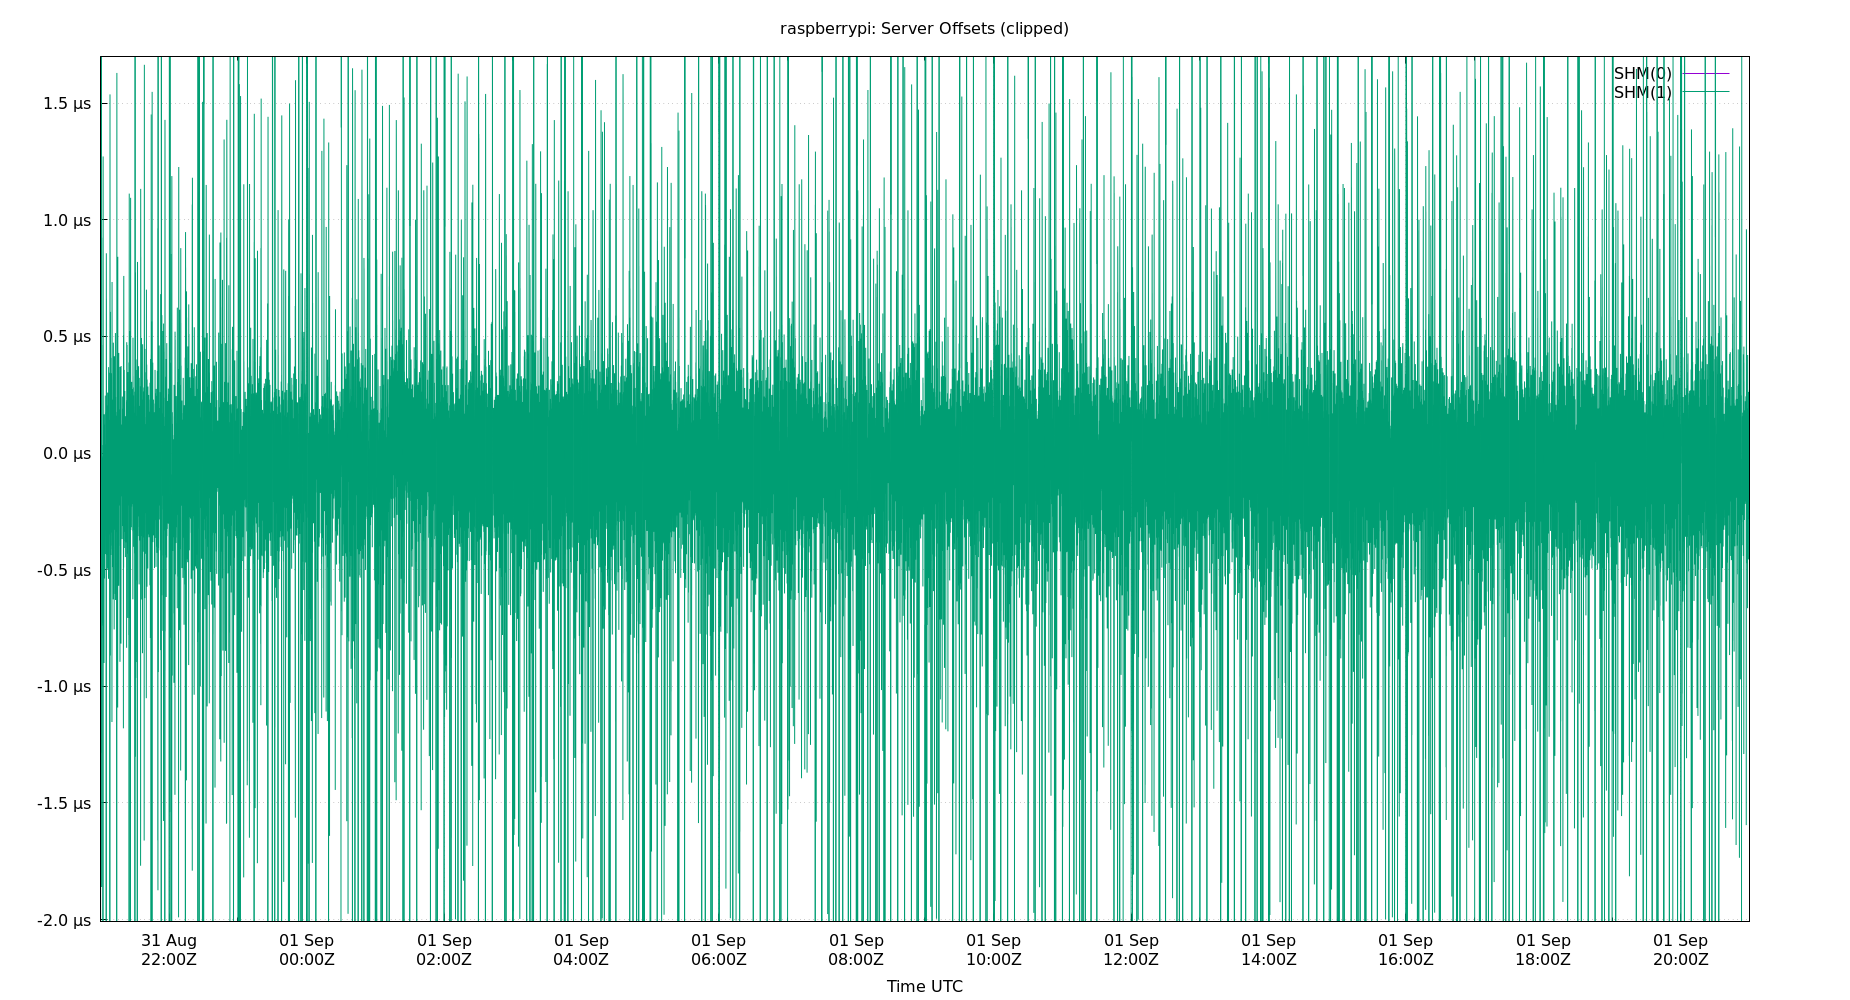 raspberrypi: Server Offsets (clipped)
SHM(0)
SHM(1)
1.5 µs
1.0 µs
0.5 µs
0.0 µs
-0.5 µs
-1.0 µs
-1.5 µs
-2.0 µs
31 Aug 01 Sep 01 Sep 01 Sep 01 Sep 01 Sep 01 Sep 01 Sep 01 Sep 01 Sep 01 Sep 01 Sep
22:00Z 00:00Z 02:00Z 04:00Z 06:00Z 08:00Z 10:00Z 12:00Z 14:00Z 16:00Z 18:00Z 20:00Z
Time UTC